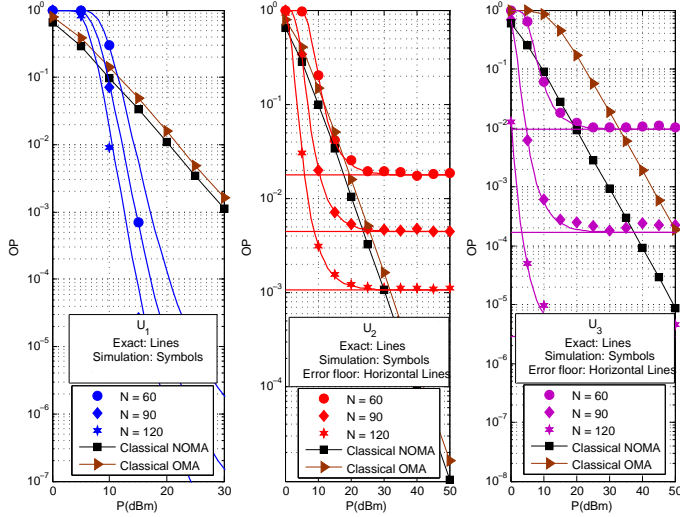 10^0
10^-1
10^-2
10^-3
10^-4
10^-5
10^-6
10^-7
OP
0
10
20
30
P(dBm)
U_1
Exact: Lines
Simulation: Symbols
N = 60
N = 90
N = 120
Classical NOMA
Classical OMA
10^0
10^-1
10^-2
10^-3
10^-4
OP
0
10
20
30
40
50
P(dBm)
U_2
Exact: Lines
Simulation: Symbols
Error floor: Horizontal Lines
N = 60
N = 90
N = 120
Classical NOMA
Classical OMA
10^0
10^-1
10^-2
10^-3
10^-4
10^-5
10^-6
10^-7
10^-8
OP
0
10
20
30
40
50
P(dBm)
U_3
Exact: Lines
Simulation: Symbols
Error floor: Horizontal Lines
N = 60
N = 90
N = 120
Classical NOMA
Classical OMA